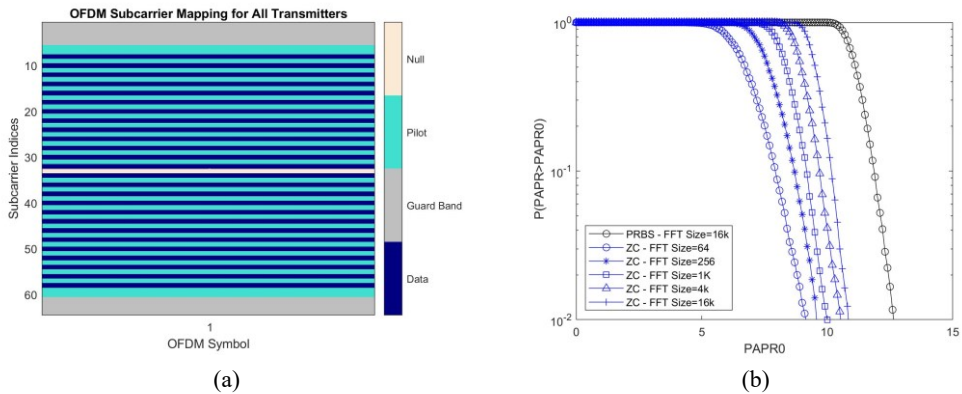 OFDM Subcarrier Mapping for All Transmitters
Subcarrier Indices
10
20
30
40
50
60
1
OFDM Symbol
Null
Pilot
Guard Band
Data
(a)
P(PAPR>PAPR0)
10^0
10^-1
10^-2
PRBS - FFT Size=16k
ZC - FFT Size=64
ZC - FFT Size=256
ZC - FFT Size=1K
ZC - FFT Size=4k
ZC - FFT Size=16k
0 5 10 15
PAPR0
(b)